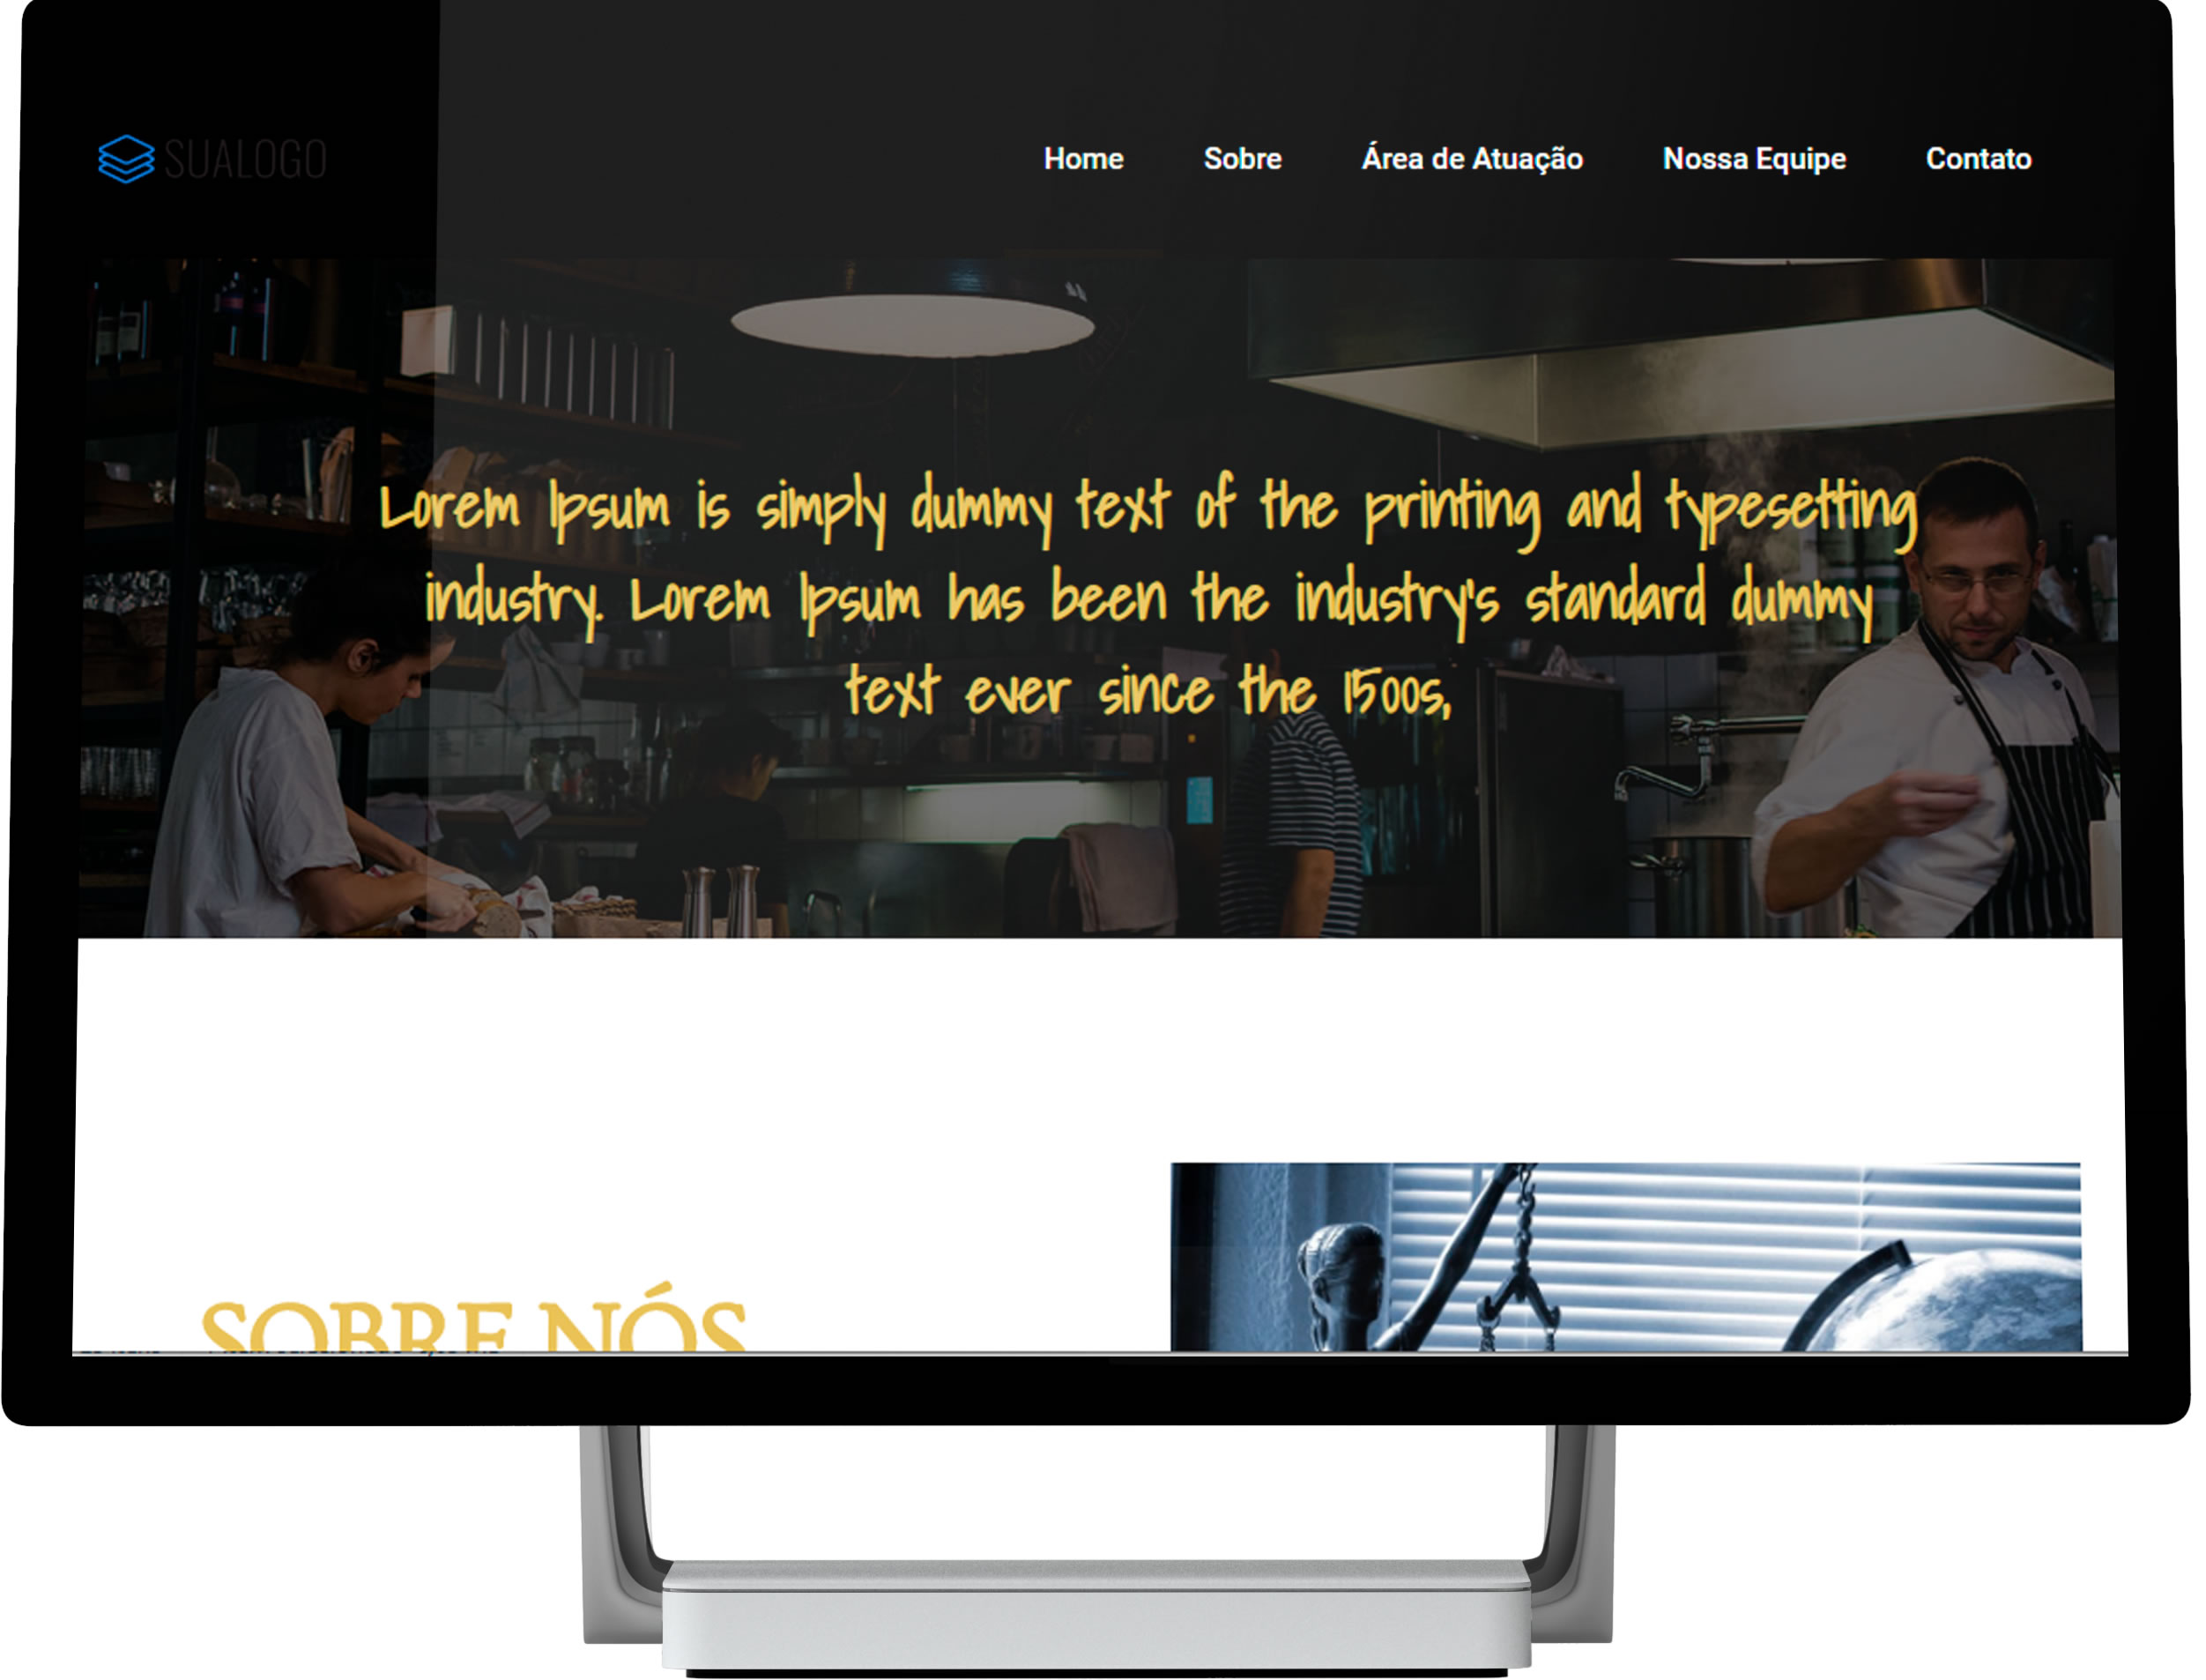 SUALOGO
Home Sobre Área de Atuação Nossa Equipe Contato
Lorem Ipsum is simply dummy text of the printing and typesetting
industry. Lorem Ipsum has been the industry's standard dummy
text ever since the 1500s,
SOBRE NÓS